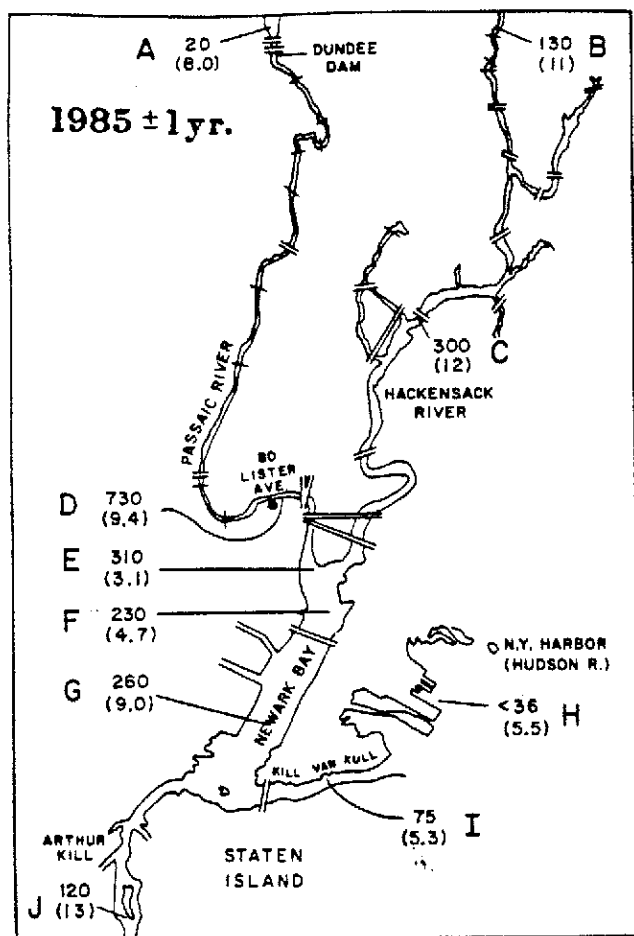 A 20
(8.0)
DUNDEE
DAM
130 B
(11)
1985 ± 1 yr.
300
(12)
C
HACKENSACK
RIVER
PASSAIC RIVER
80
LISTER
AVE
D 730
(9.4)
E 310
(3.1)
F 230
(4.7)
N.Y. HARBOR
(HUDSON R.)
G 260
(9.0)
NEWARK BAY
<36
(5.5) H
KILL VAN KULL
75
(5.3) I
ARTHUR
KILL
STATEN
ISLAND
J 120
(13)